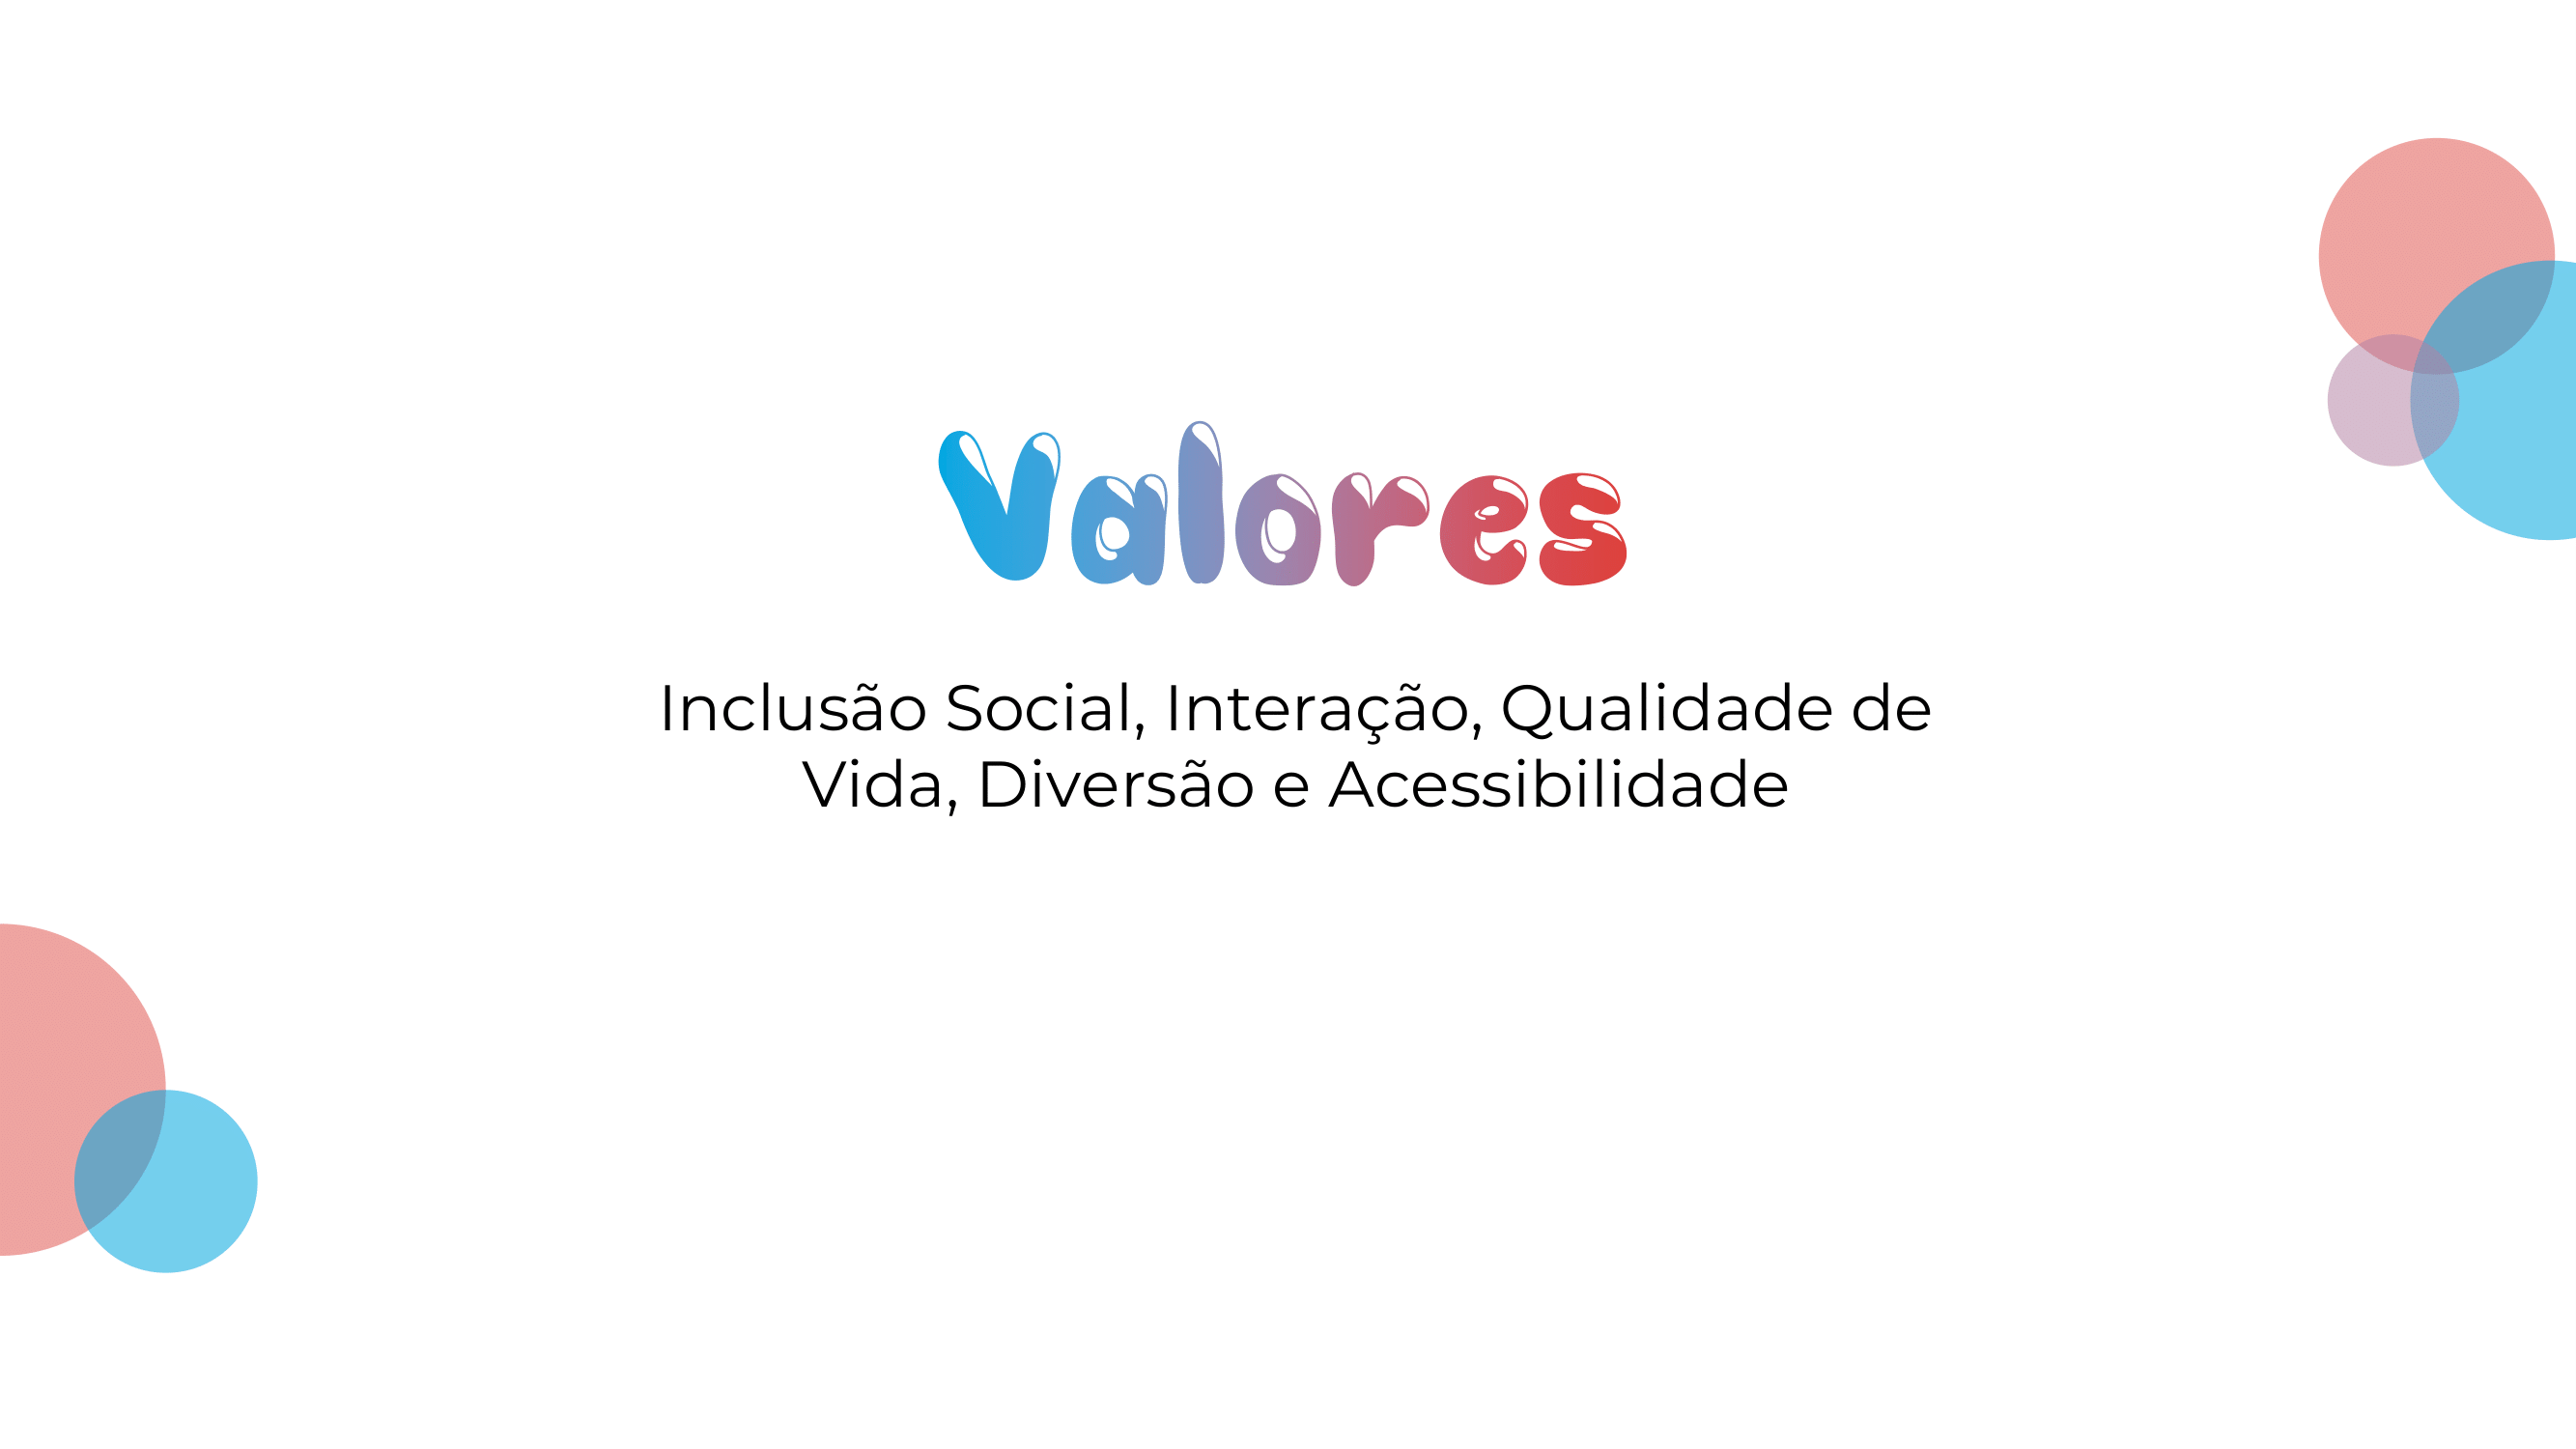 Valores
Inclusão Social, Interação, Qualidade de
Vida, Diversão e Acessibilidade